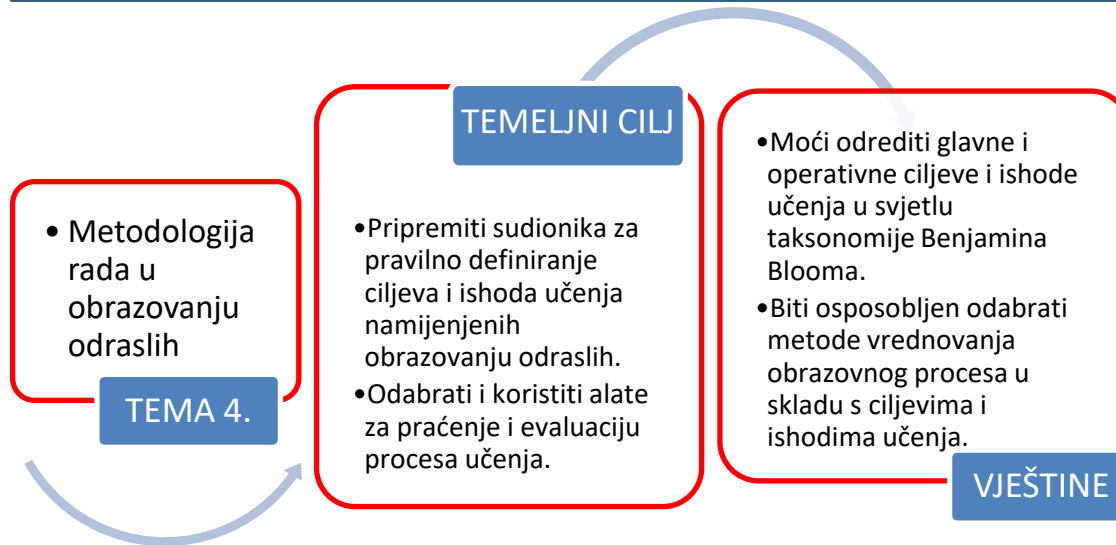 • Metodologija
rada u
obrazovanju
odraslih
TEMA 4.
TEMELJNI CILJ
•Pripremiti sudionika za
pravilno definiranje
ciljeva i ishoda učenja
namijenjenih
obrazovanju odraslih.
•Odabrati i koristiti alate
za praćenje i evaluaciju
procesa učenja.
•Moći odrediti glavne i
operativne ciljeve i ishode
učenja u svjetlu
taksonomije Benjamina
Blooma.
•Biti osposobljen odabrati
metode vrednovanja
obrazovnog procesa u
skladu s ciljevima i
ishodima učenja.
VJEŠTINE